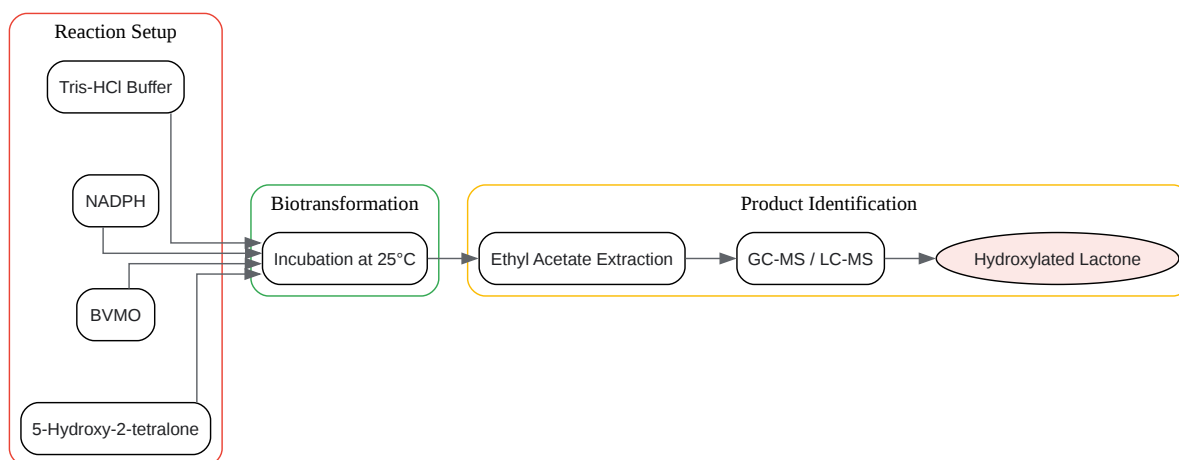 Reaction Setup
Tris-HCl Buffer
NADPH
BVMO
5-Hydroxy-2-tetralone
Biotransformation
Incubation at 25°C
Product Identification
Ethyl Acetate Extraction
GC-MS / LC-MS
Hydroxylated Lactone